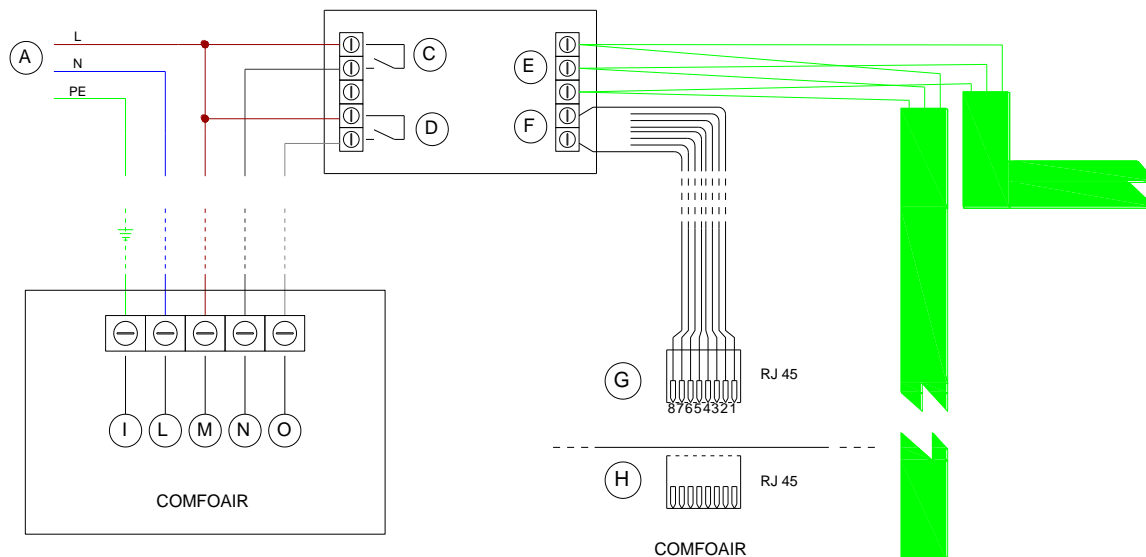 L
A
N
PE
C
D
E
F
G
RJ 45
87654321
H
RJ 45
COMFOAIR
I L M N O
COMFOAIR